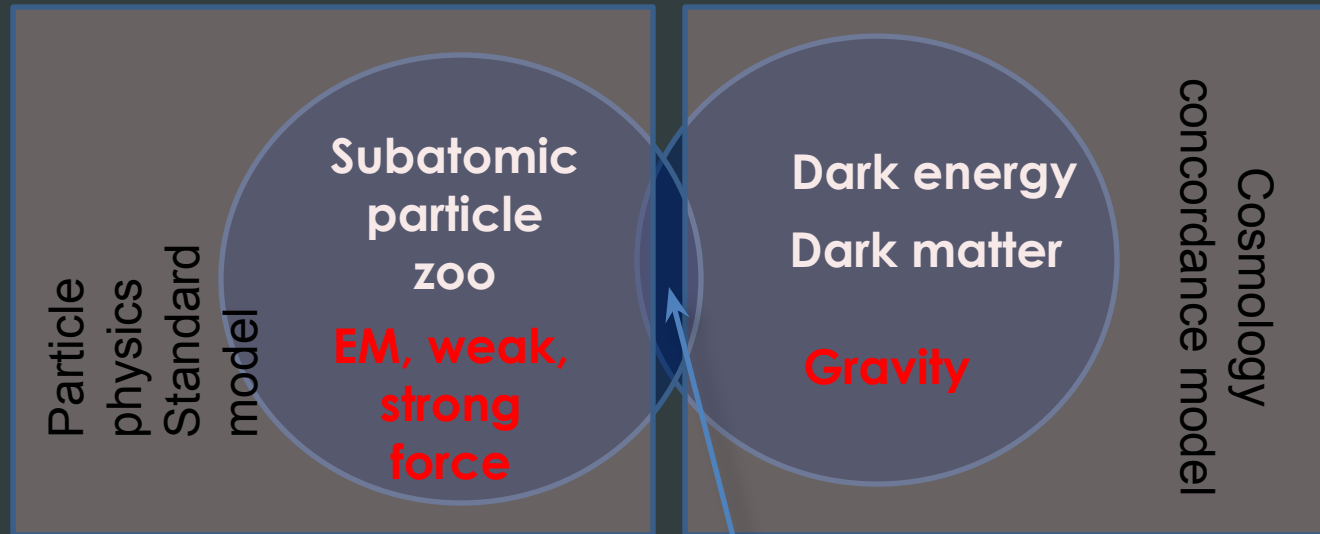 Particle
physics
Standard
model
Subatomic
particle
zoo
EM, weak,
strong
force
Dark energy
Dark matter
Gravity
Cosmology
concordance model